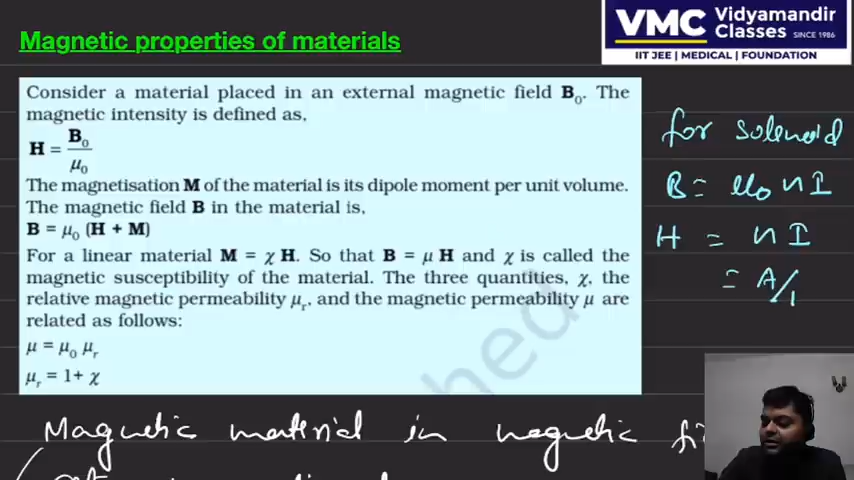 Magnetic properties of materials
VMC Vidyamandir
Classes SINCE 1986
IIT JEE | MEDICAL | FOUNDATION
Consider a material placed in an external magnetic field B₀. The
magnetic intensity is defined as,
H = B₀/μ₀
The magnetisation M of the material is its dipole moment per unit volume.
The magnetic field B in the material is,
B = μ₀ (H + M)
For a linear material M = χ H. So that B = μ H and χ is called the
magnetic susceptibility of the material. The three quantities, χ, the
relative magnetic permeability μᵣ, and the magnetic permeability μ are
related as follows:
μ = μ₀ μᵣ
μᵣ = 1+ χ
for solenoid
B = μ₀ n I
H = n I
= A/
Magnetic material in magnetic fi